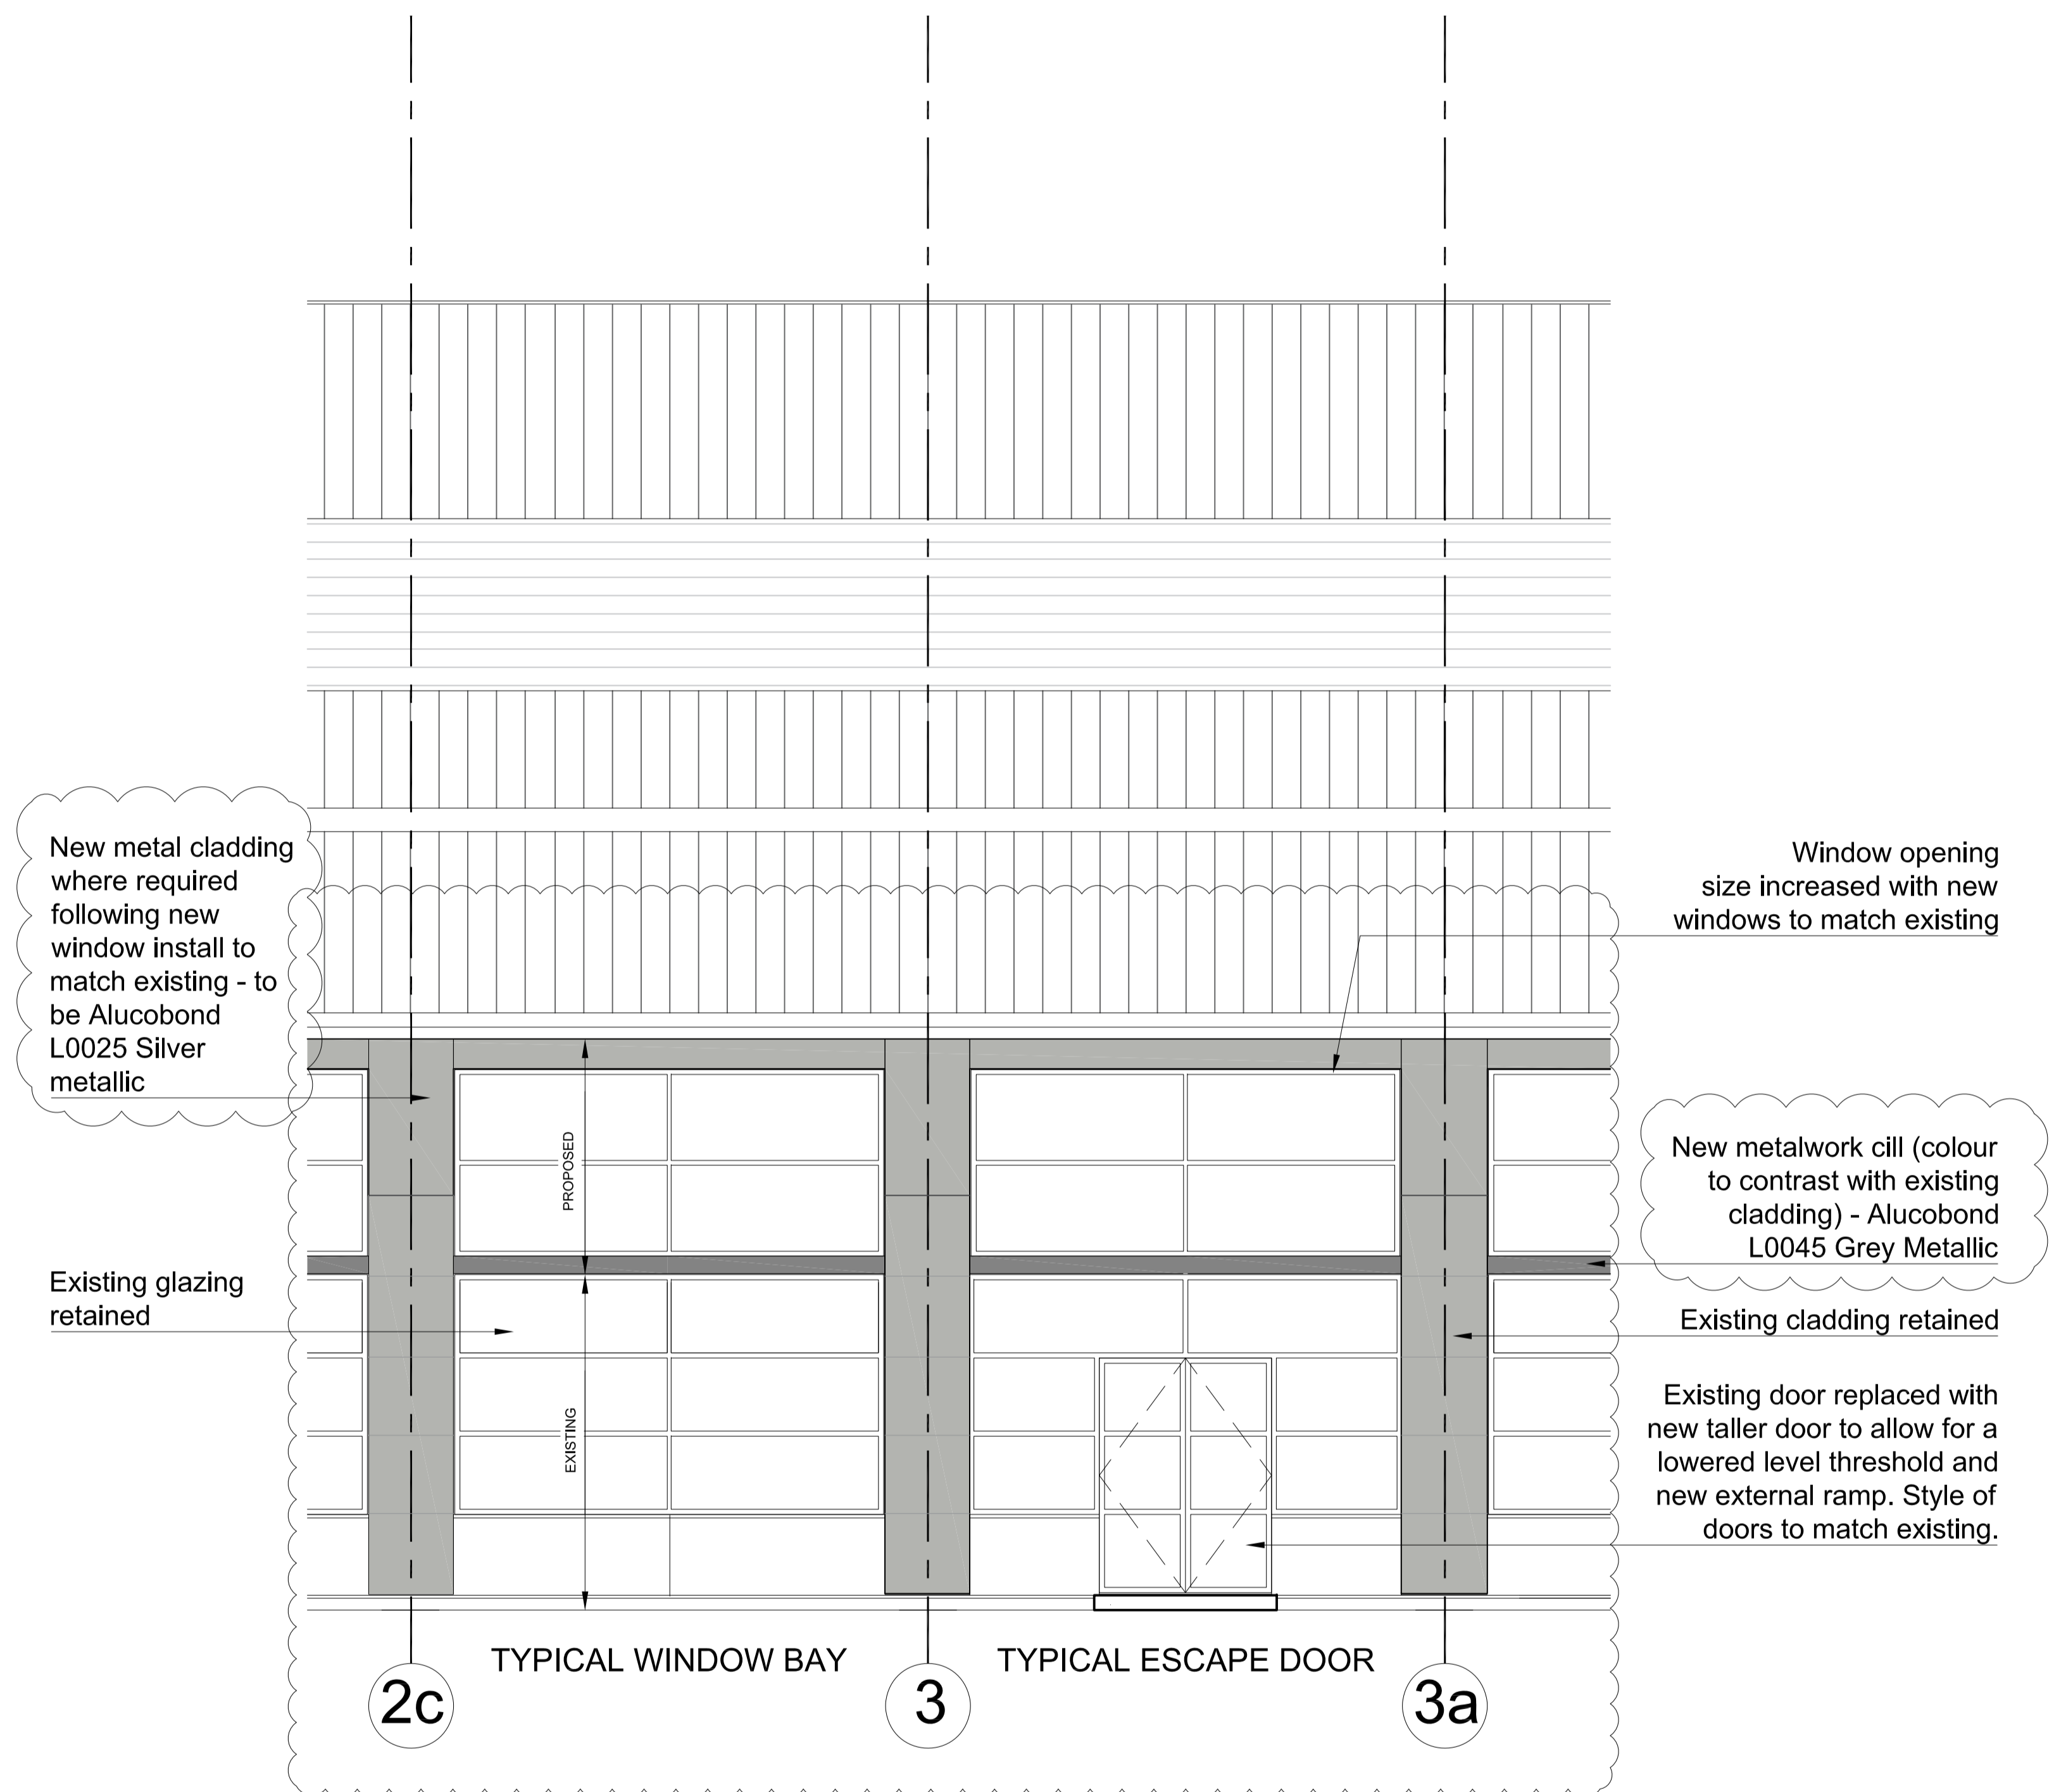 New metal cladding
where required
following new
window install to
match existing - to
be Alucobond
L0025 Silver
metallic
Window opening
size increased with new
windows to match existing
PROPOSED
New metalwork cill (colour
to contrast with existing
cladding) - Alucobond
L0045 Grey Metallic
Existing glazing
retained
Existing cladding retained
EXISTING
Existing door replaced with
new taller door to allow for a
lowered level threshold and
new external ramp. Style of
doors to match existing.
TYPICAL WINDOW BAY
TYPICAL ESCAPE DOOR
2c
3
3a